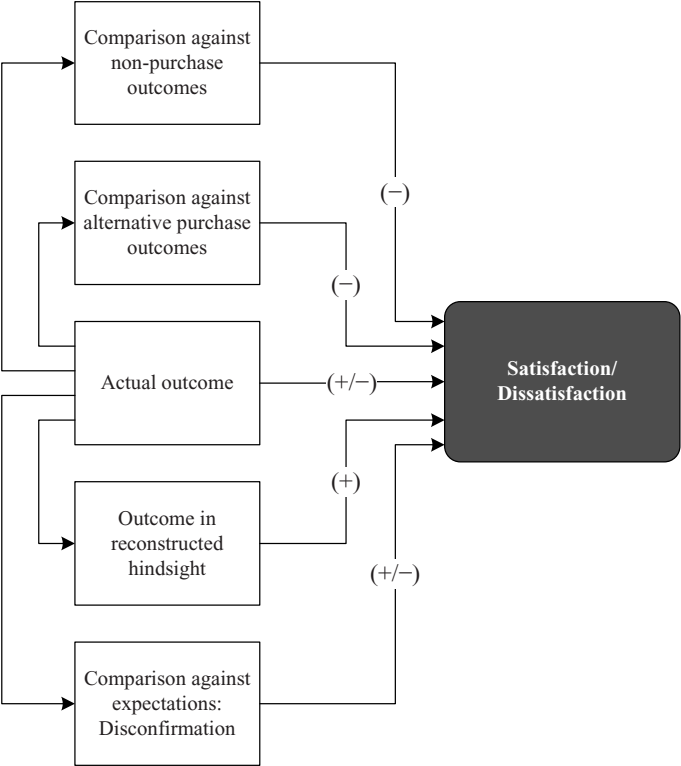 Comparison against
non-purchase
outcomes
(−)
Comparison against
alternative purchase
outcomes
(−)
Actual outcome
(+/−)
Satisfaction/
Dissatisfaction
Outcome in
reconstructed
hindsight
(+)
(+/−)
Comparison against
expectations:
Disconfirmation